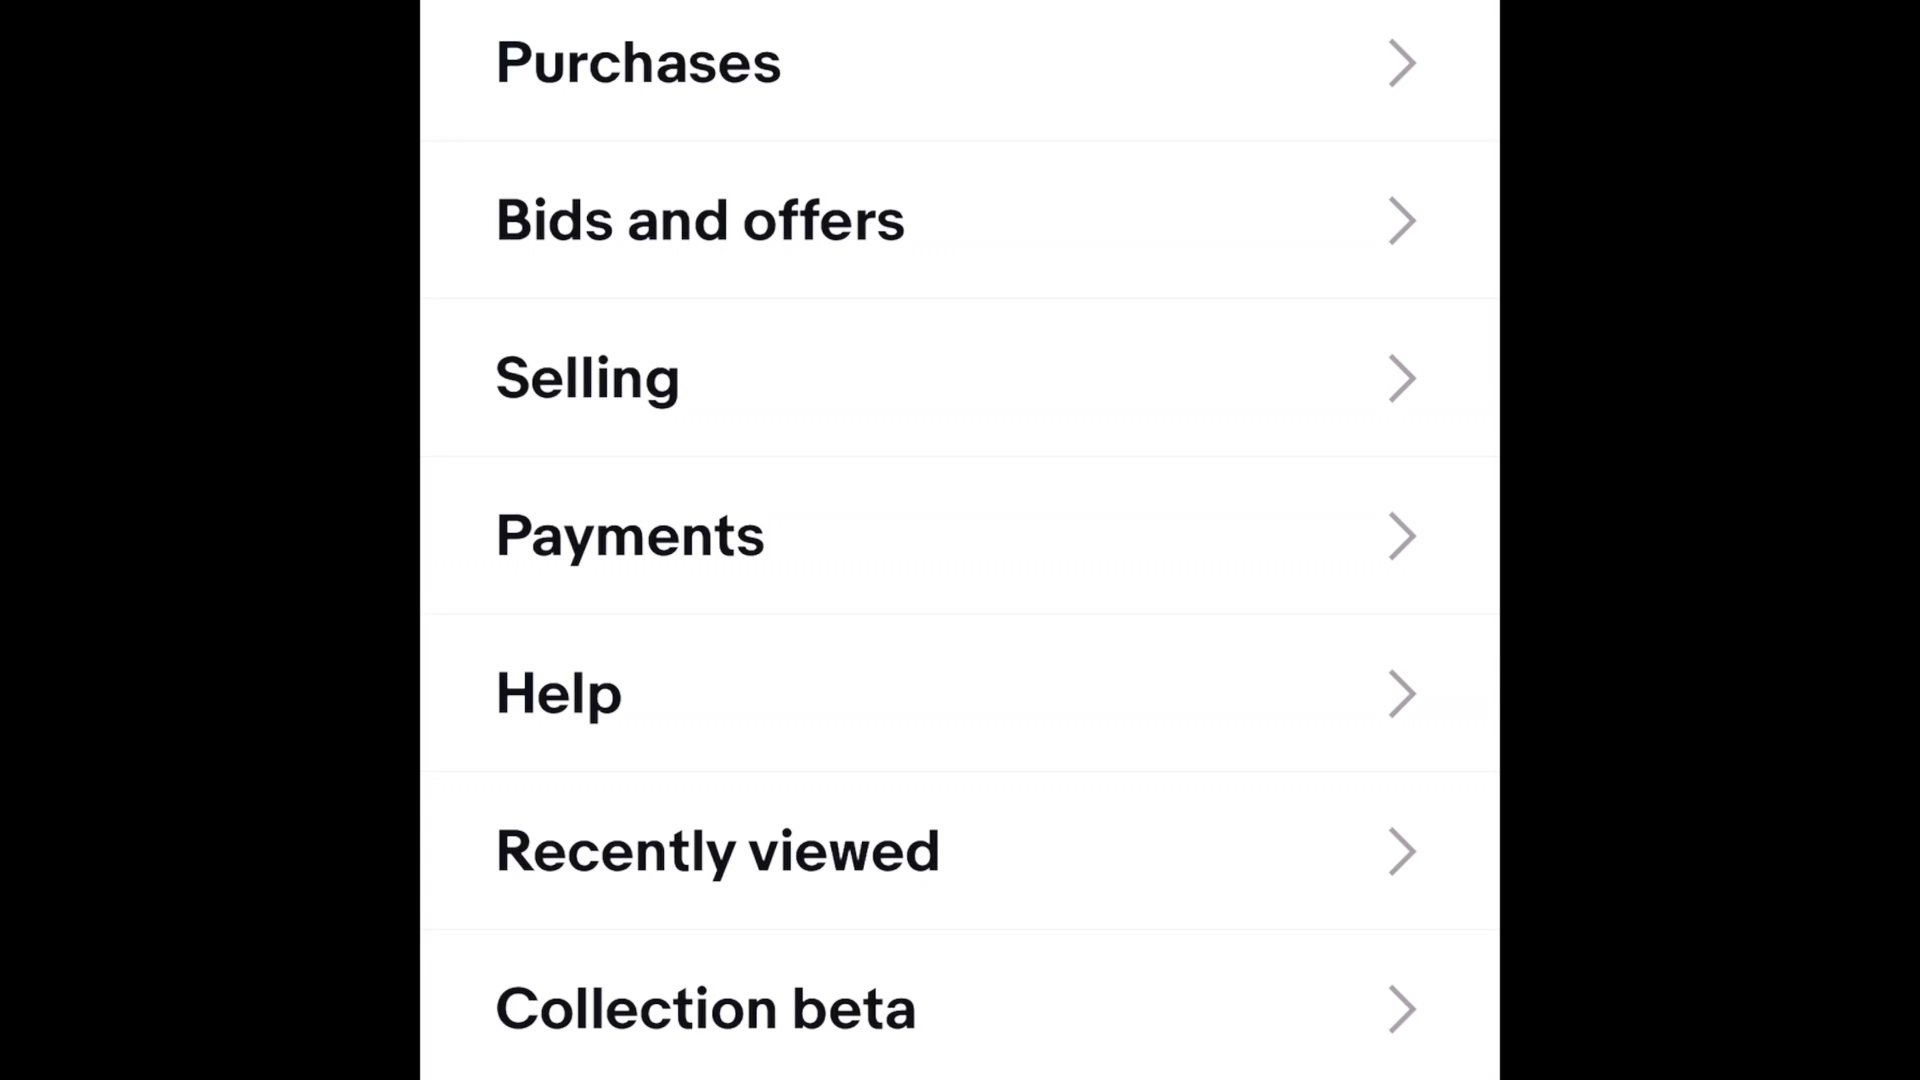 Purchases
Bids and offers
Selling
Payments
Help
Recently viewed
Collection beta